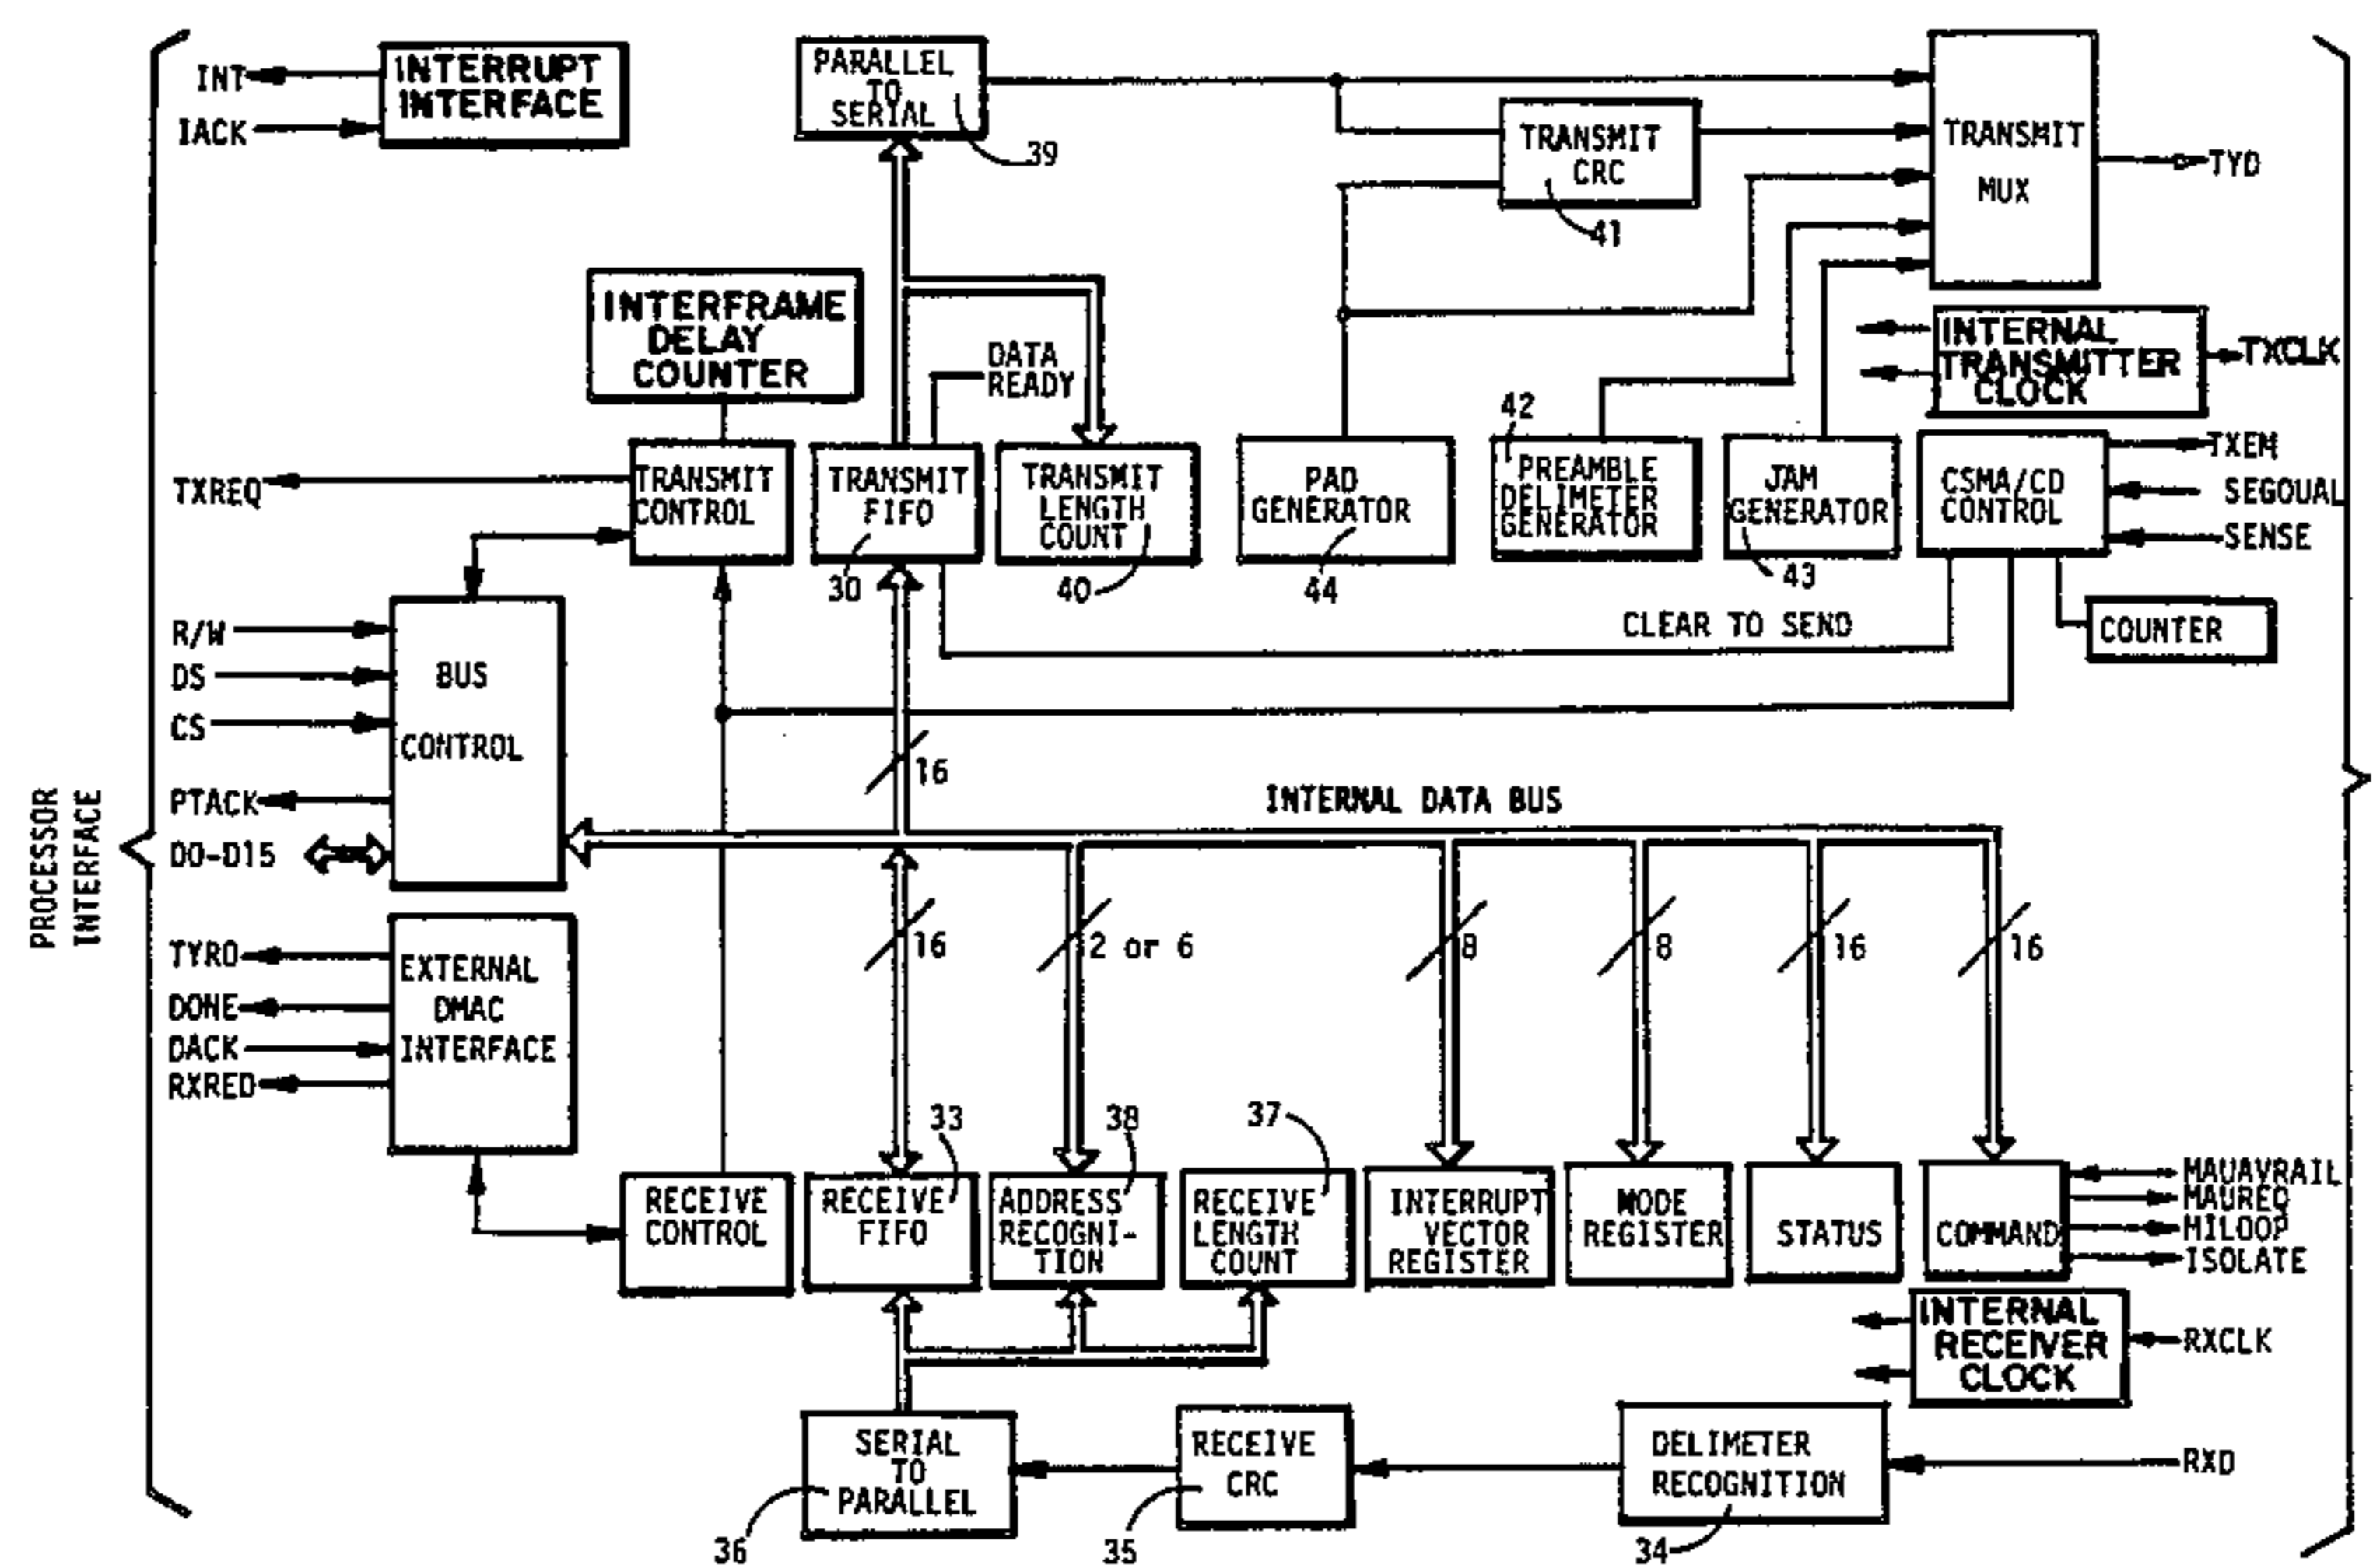 INT
IACK
INTERRUPT
INTERFACE
PARALLEL
TO
SERIAL
39
TRANSMIT
CRC
41
TRANSMIT
MUX
TYD
INTERFRAME
DELAY
COUNTER
DATA
READY
INTERNAL
TRANSMITTER
CLOCK
TXCLK
TXREQ
TRANSMIT
CONTROL
TRANSMIT
FIFO
30
TRANSMIT
LENGTH
COUNT
40
PAD
GENERATOR
44
42
PREAMBLE
DELIMETER
GENERATOR
JAM
GENERATOR
43
CSMA/CD
CONTROL
TXEM
SEGOUAL
SENSE
COUNTER
CLEAR TO SEND
R/W
DS
CS
PTACK
D0-D15
BUS
CONTROL
16
INTERNAL DATA BUS
PROCESSOR
INTERFACE
TYRO
DONE
DACK
RXRED
EXTERNAL
DMAC
INTERFACE
16
2 or 6
8
8
16
16
RECEIVE
CONTROL
33
RECEIVE
FIFO
38
ADDRESS
RECOGNI-
TION
37
RECEIVE
LENGTH
COUNT
INTERRUPT
VECTOR
REGISTER
MODE
REGISTER
STATUS
COMMAND
MAUAVRAIL
MAUREQ
MILOOP
ISOLATE
INTERNAL
RECEIVER
CLOCK
RXCLK
SERIAL
TO
PARALLEL
36
RECEIVE
CRC
35
DELIMETER
RECOGNITION
34
RXD